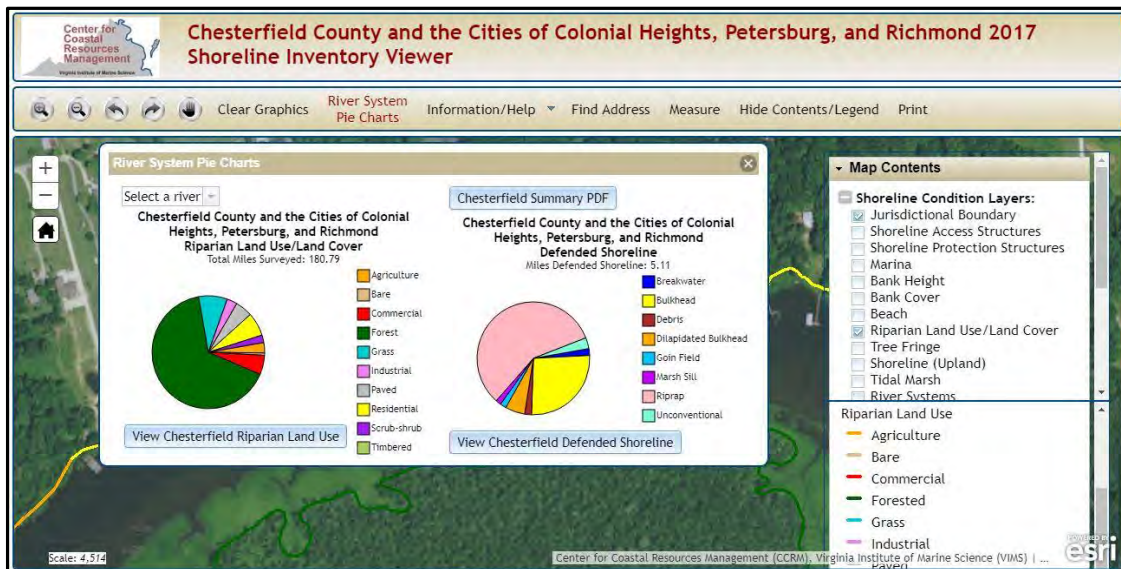 Center for
Coastal
Resources
Management
Virginia Institute of Marine Science
Chesterfield County and the Cities of Colonial Heights, Petersburg, and Richmond 2017
Shoreline Inventory Viewer
Clear Graphics
River System
Pie Charts
Information/Help
Find Address
Measure
Hide Contents/Legend
Print
+
−
River System Pie Charts
Select a river
Chesterfield County and the Cities of Colonial
Heights, Petersburg, and Richmond
Riparian Land Use/Land Cover
Total Miles Surveyed: 180.79
Agriculture
Bare
Commercial
Forest
Grass
Industrial
Paved
Residential
Scrub-shrub
Timbered
View Chesterfield Riparian Land Use
Chesterfield Summary PDF
Chesterfield County and the Cities of Colonial
Heights, Petersburg, and Richmond
Defended Shoreline
Miles Defended Shoreline: 5.11
Breakwater
Bulkhead
Debris
Dilapidated Bulkhead
Goin Field
Marsh Sill
Riprap
Unconventional
View Chesterfield Defended Shoreline
Map Contents
Shoreline Condition Layers:
Jurisdictional Boundary
Shoreline Access Structures
Shoreline Protection Structures
Marina
Bank Height
Bank Cover
Beach
Riparian Land Use/Land Cover
Tree Fringe
Shoreline (Upland)
Tidal Marsh
River Systems
Riparian Land Use
Agriculture
Bare
Commercial
Forested
Grass
Industrial
Paved
Scale: 4,514
Center for Coastal Resources Management (CCRM), Virginia Institute of Marine Science (VIMS) | ...
POWERED BY
esri